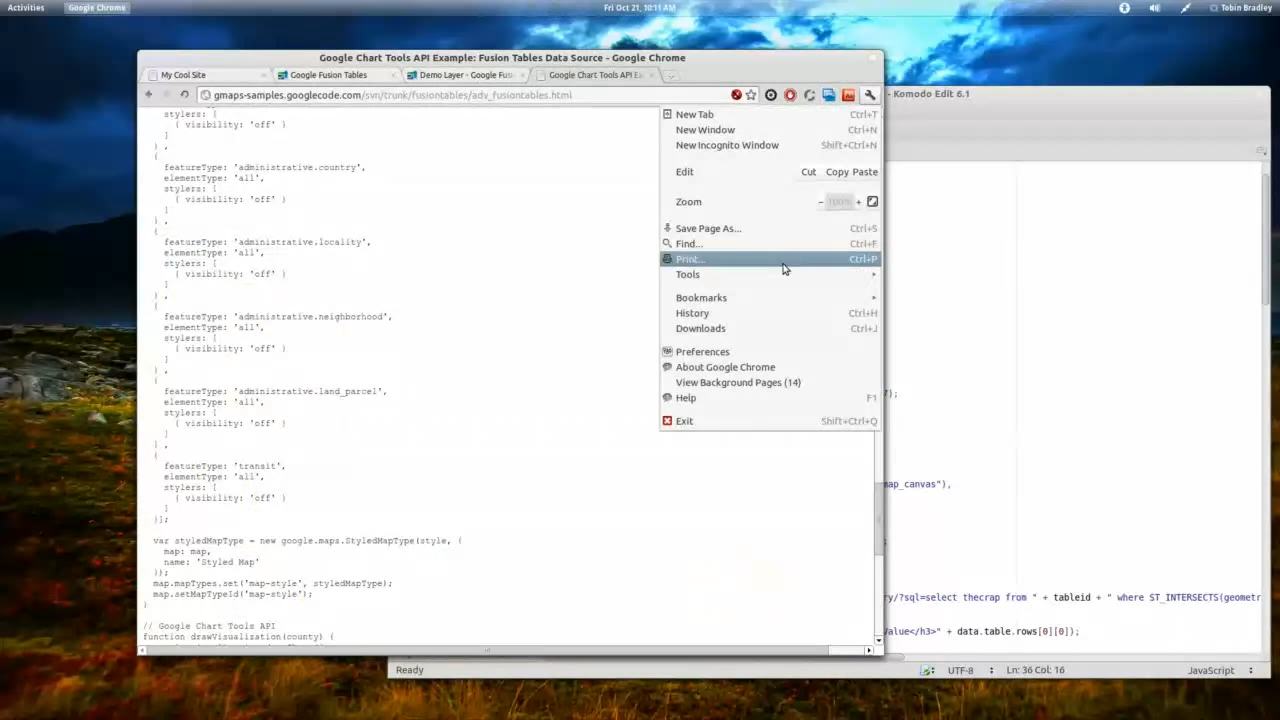 Activities Google Chrome Fri Oct 21, 10:11 AM Tobin Bradley
Google Chart Tools API Example: Fusion Tables Data Source - Google Chrome
My Cool Site Google Fusion Tables Demo Layer - Google Fus Google Chart Tools API Ex
gmaps-samples.googlecode.com/svn/trunk/fusiontables/adv_fusiontables.html
- Komodo Edit 6.1
stylers: [
{ visibility: 'off' }
]
} ,
{
featureType: 'administrative.country',
elementType: 'all',
stylers: [
{ visibility: 'off' }
]
} ,
{
featureType: 'administrative.locality',
elementType: 'all',
stylers: [
{ visibility: 'off' }
]
} ,
{
featureType: 'administrative.neighborhood',
elementType: 'all',
stylers: [
{ visibility: 'off' }
]
} ,
{
featureType: 'administrative.land_parcel',
elementType: 'all',
stylers: [
{ visibility: 'off' }
]
} ,
{
featureType: 'transit',
elementType: 'all',
stylers: [
{ visibility: 'off' }
]
}];
var styledMapType = new google.maps.StyledMapType(style, {
map: map,
name: 'Styled Map'
});
map.mapTypes.set('map-style', styledMapType);
map.setMapTypeId('map-style');
}
// Google Chart Tools API
function drawVisualization(county) {
New Tab Ctrl+T
New Window Ctrl+N
New Incognito Window Shift+Ctrl+N
Edit Cut Copy Paste
Zoom - 100% +
Save Page As... Ctrl+S
Find... Ctrl+F
Print... Ctrl+P
Tools
Bookmarks
History Ctrl+H
Downloads Ctrl+J
Preferences
About Google Chrome
View Background Pages (14)
Help F1
Exit Shift+Ctrl+Q
);
map_canvas"),
;
ry/?sql=select thecrap from " + tableid + " where ST_INTERSECTS(geometr
Value</h3>" + data.table.rows[0][0]);
Ready UTF-8 Ln: 36 Col: 16 JavaScript